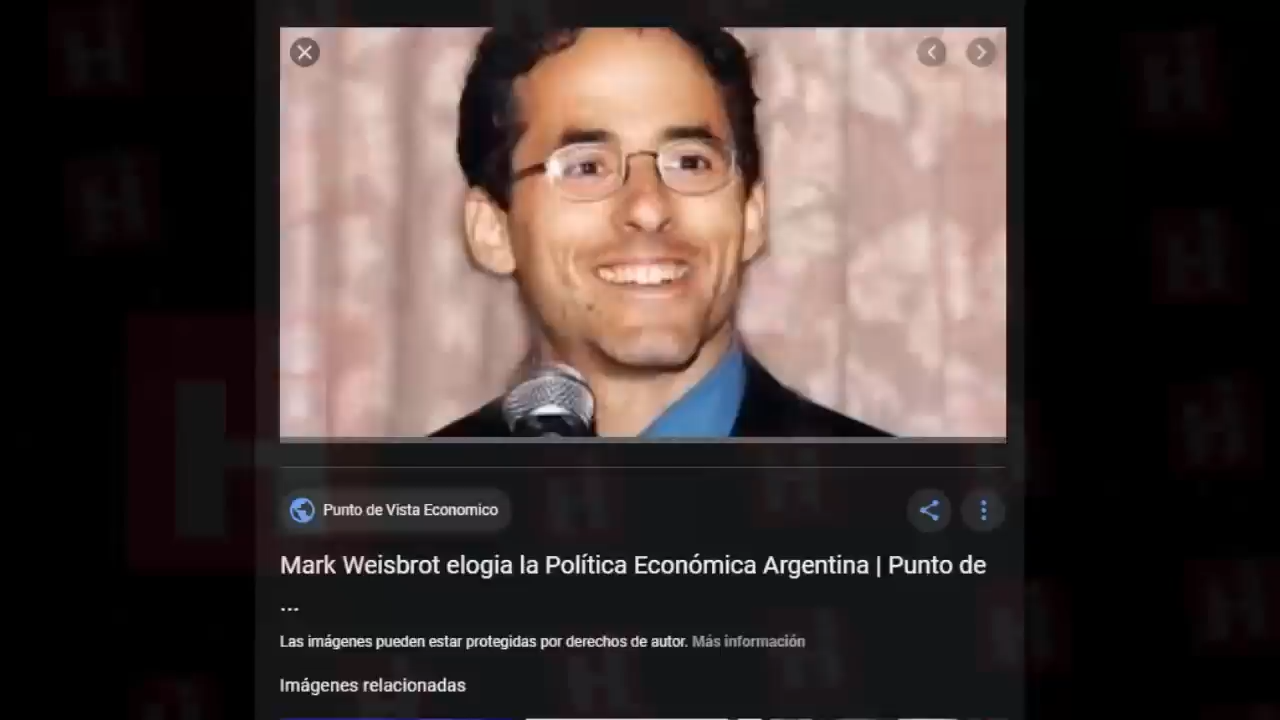 Punto de Vista Economico
Mark Weisbrot elogia la Política Económica Argentina | Punto de
...
Las imágenes pueden estar protegidas por derechos de autor. Más información
Imágenes relacionadas